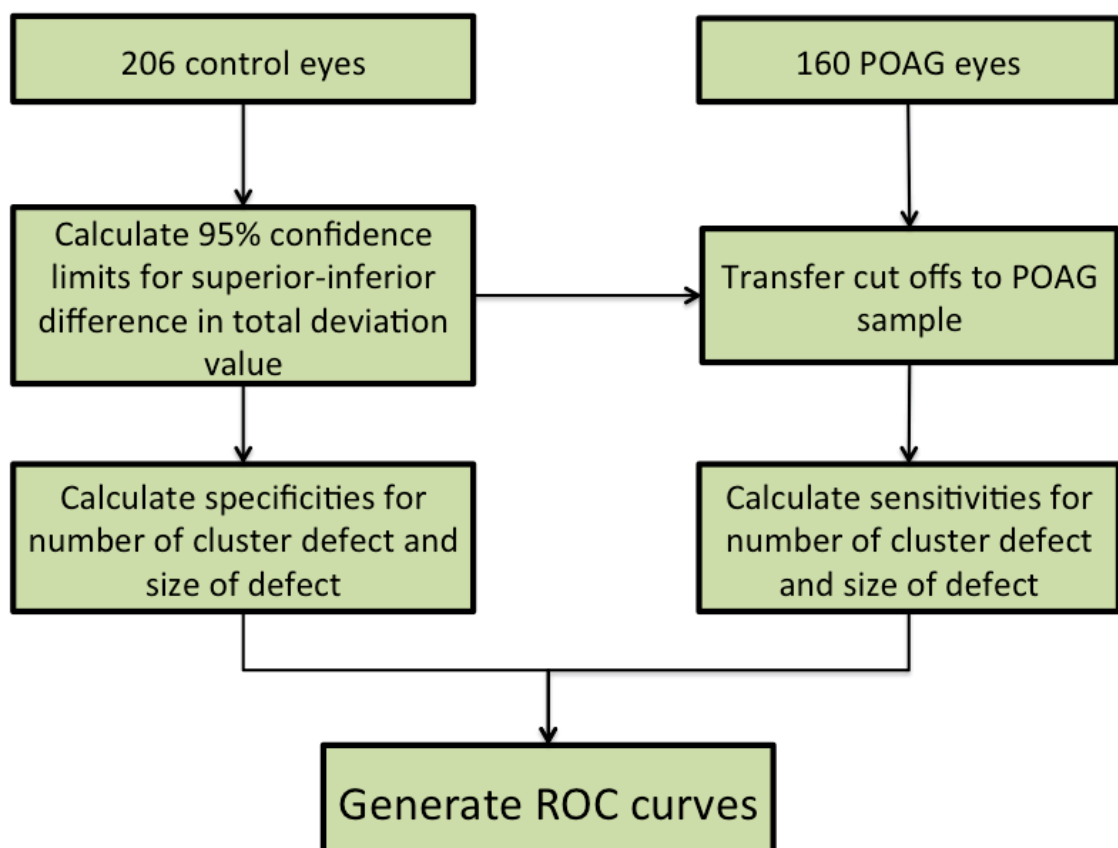 206 control eyes
160 POAG eyes
Calculate 95% confidence
limits for superior-inferior
difference in total deviation
value
Transfer cut offs to POAG
sample
Calculate specificities for
number of cluster defect and
size of defect
Calculate sensitivities for
number of cluster defect
and size of defect
Generate ROC curves